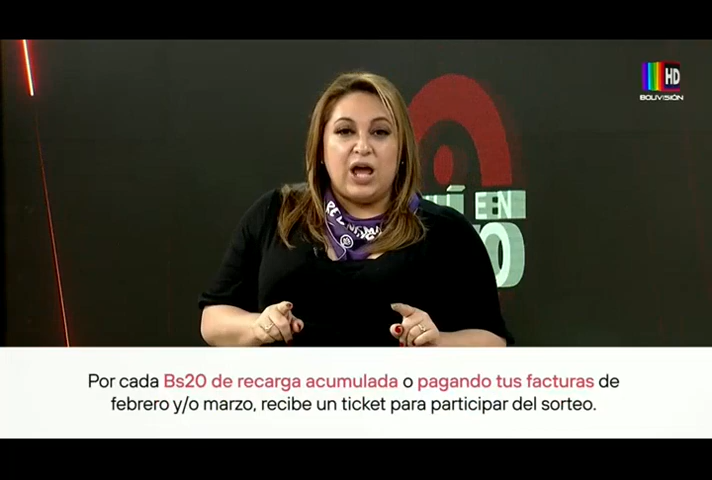 HD
BOLIVISIÓN
Í EN
Por cada Bs20 de recarga acumulada o pagando tus facturas de
febrero y/o marzo, recibe un ticket para participar del sorteo.